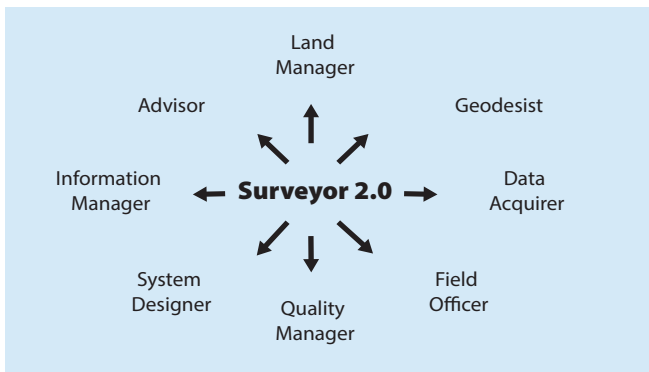 Land
Manager
Advisor
Geodesist
Information
Manager
Surveyor 2.0
Data
Acquirer
System
Designer
Quality
Manager
Field
Officer